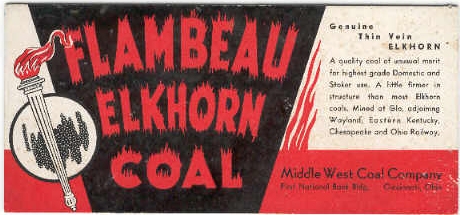 FLAMBEAU
ELKHORN
COAL
Genuine
Thin Vein
ELKHORN
A quality coal of unusual merit
for highest grade Domestic and
Stoker use. A little firmer in
structure than most Elkhorn
coals. Mined at Glo, adjoining
Wayland, Eastern Kentucky,
Chesapeake and Ohio Railway.
Middle West Coal Company
First National Bank Bldg. Cincinnati, Ohio